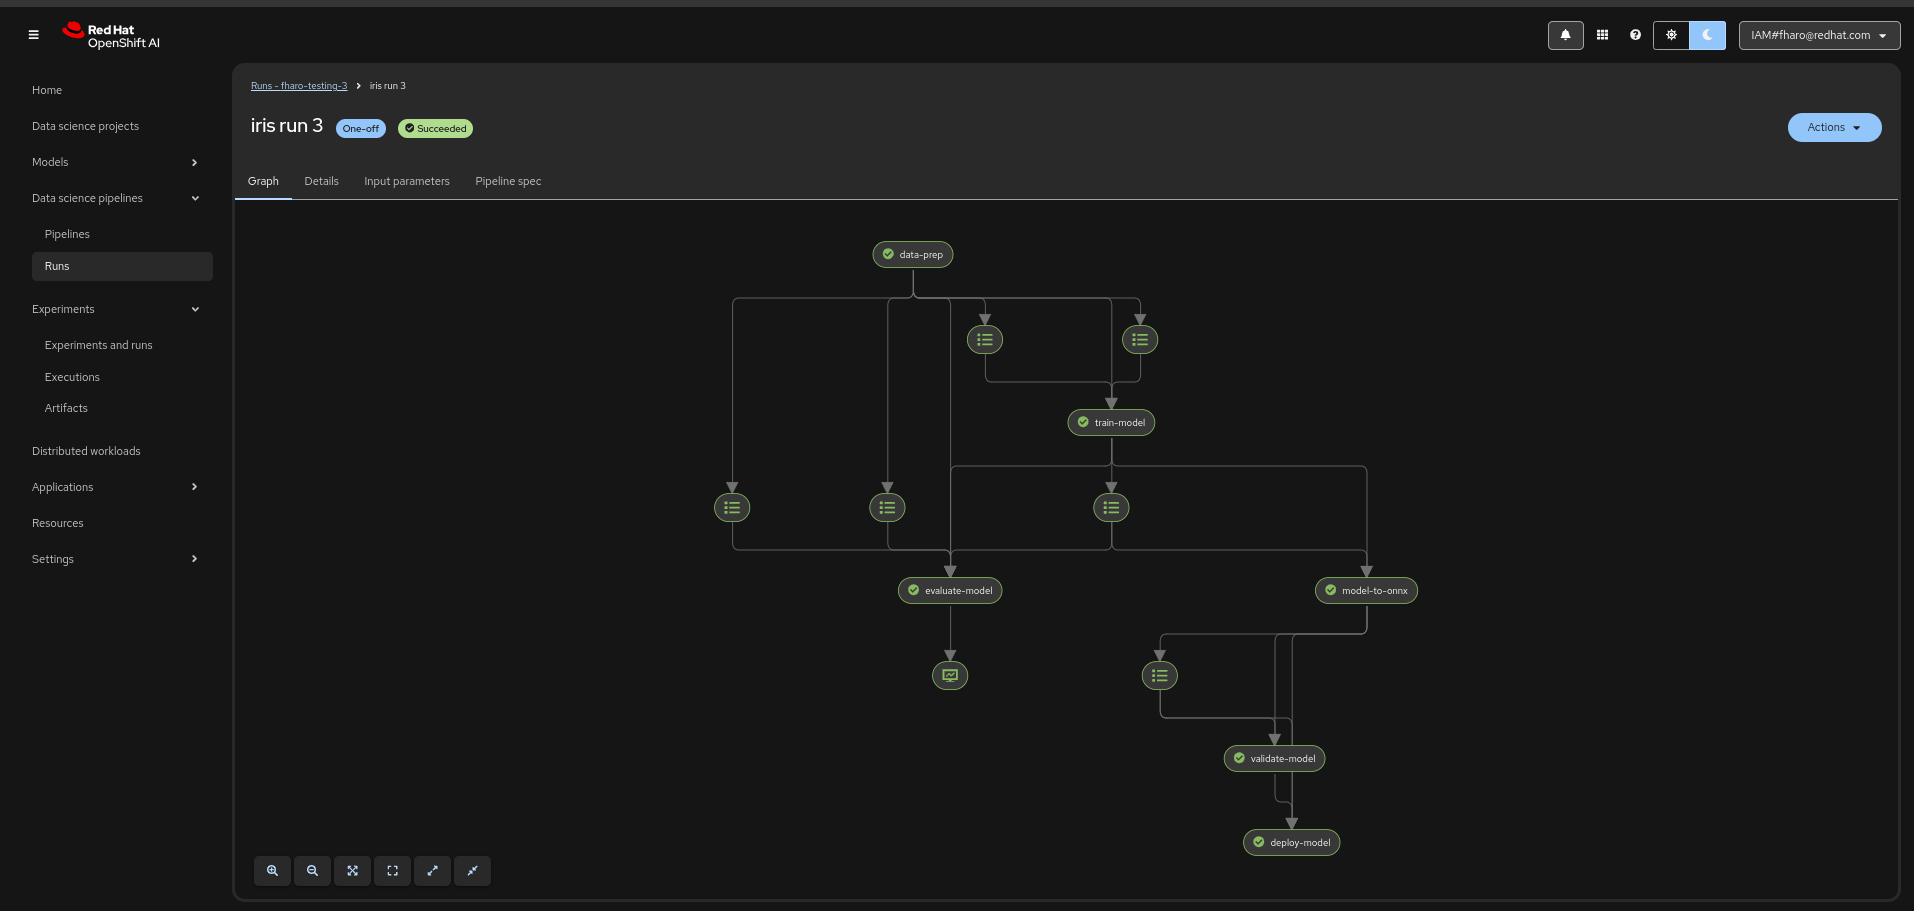 Red Hat
OpenShift AI
IAM#fharo@redhat.com
Home
Data science projects
Models
Data science pipelines
Pipelines
Runs
Experiments
Experiments and runs
Executions
Artifacts
Distributed workloads
Applications
Resources
Settings
Runs - fharo-testing-3 > iris run 3
iris run 3 One-off Succeeded
Actions
Graph Details Input parameters Pipeline spec
data-prep
train-model
evaluate-model
model-to-onnx
validate-model
deploy-model